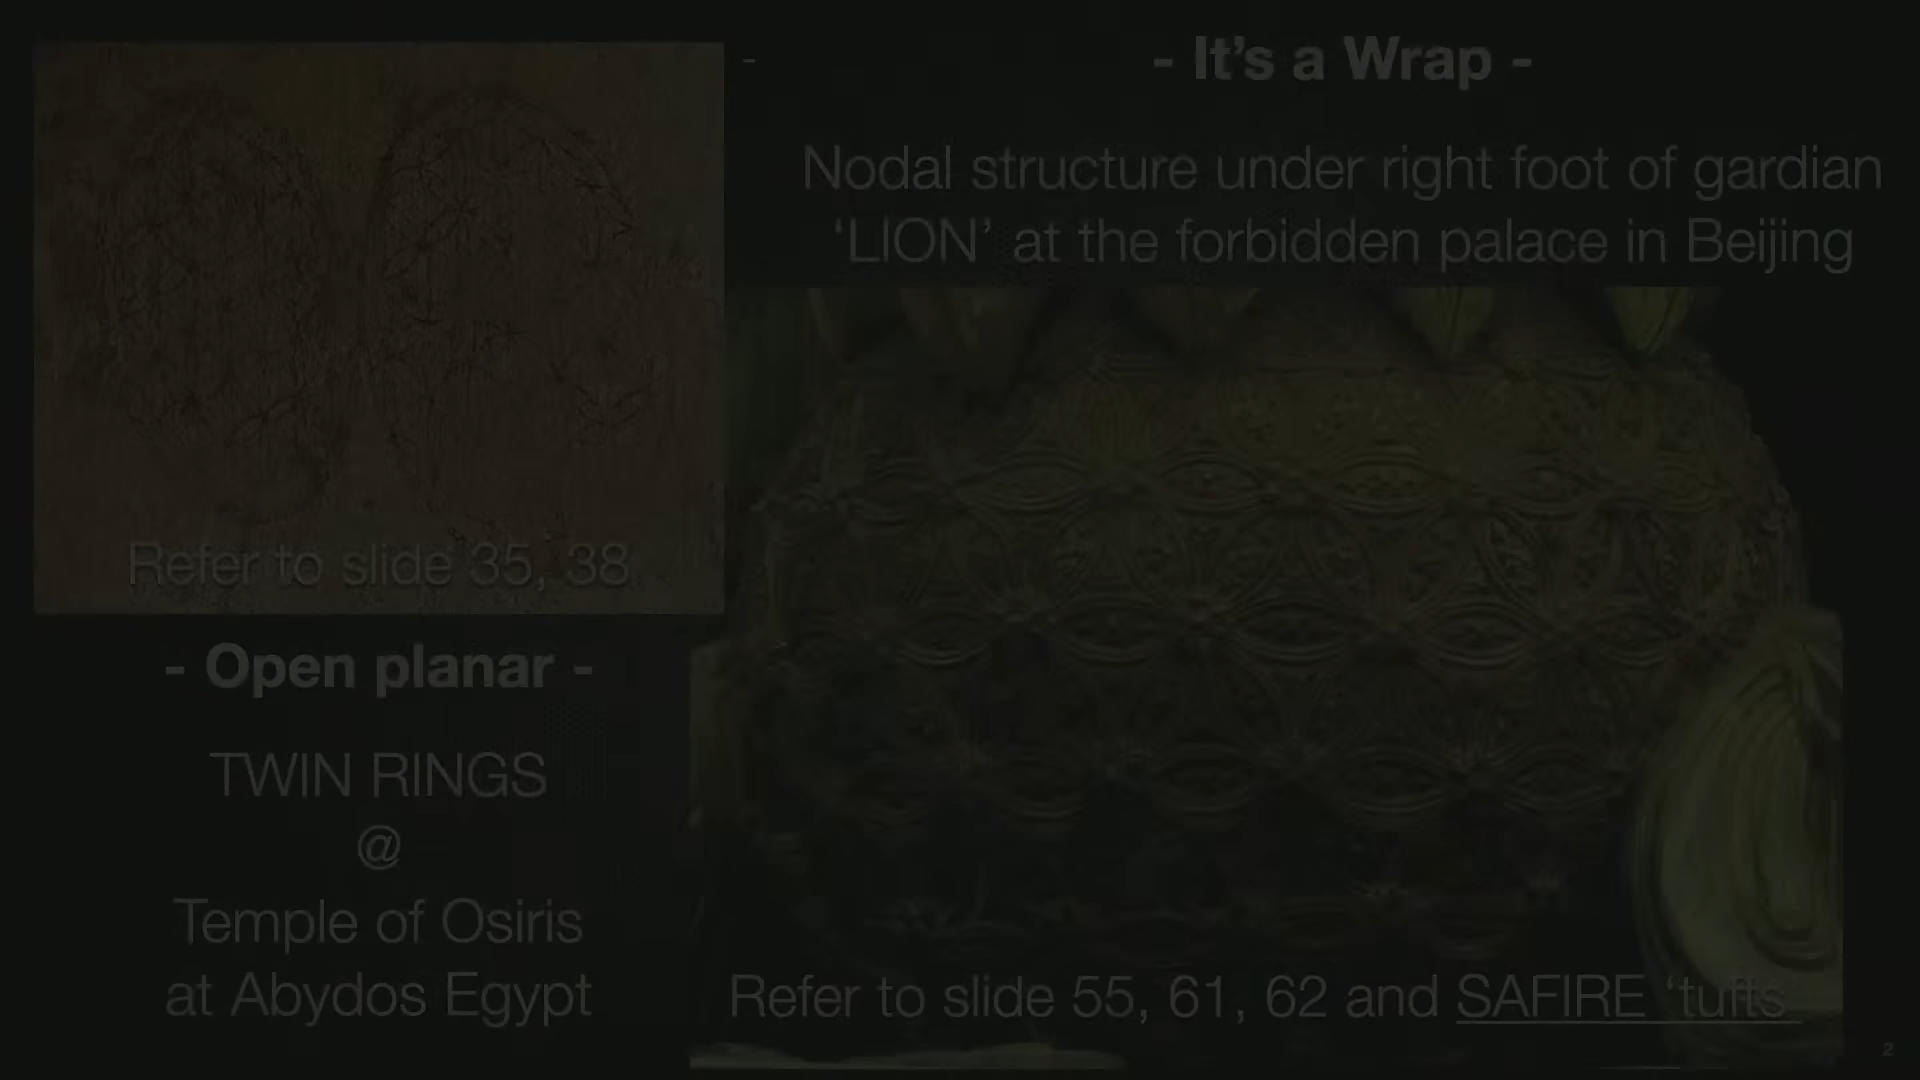 - It's a Wrap -
Nodal structure under right foot of gardian
'LION' at the forbidden palace in Beijing
Refer to slide 35, 38
- Open planar -
TWIN RINGS
@
Temple of Osiris
at Abydos Egypt
Refer to slide 55, 61, 62 and SAFIRE 'tufts'
2